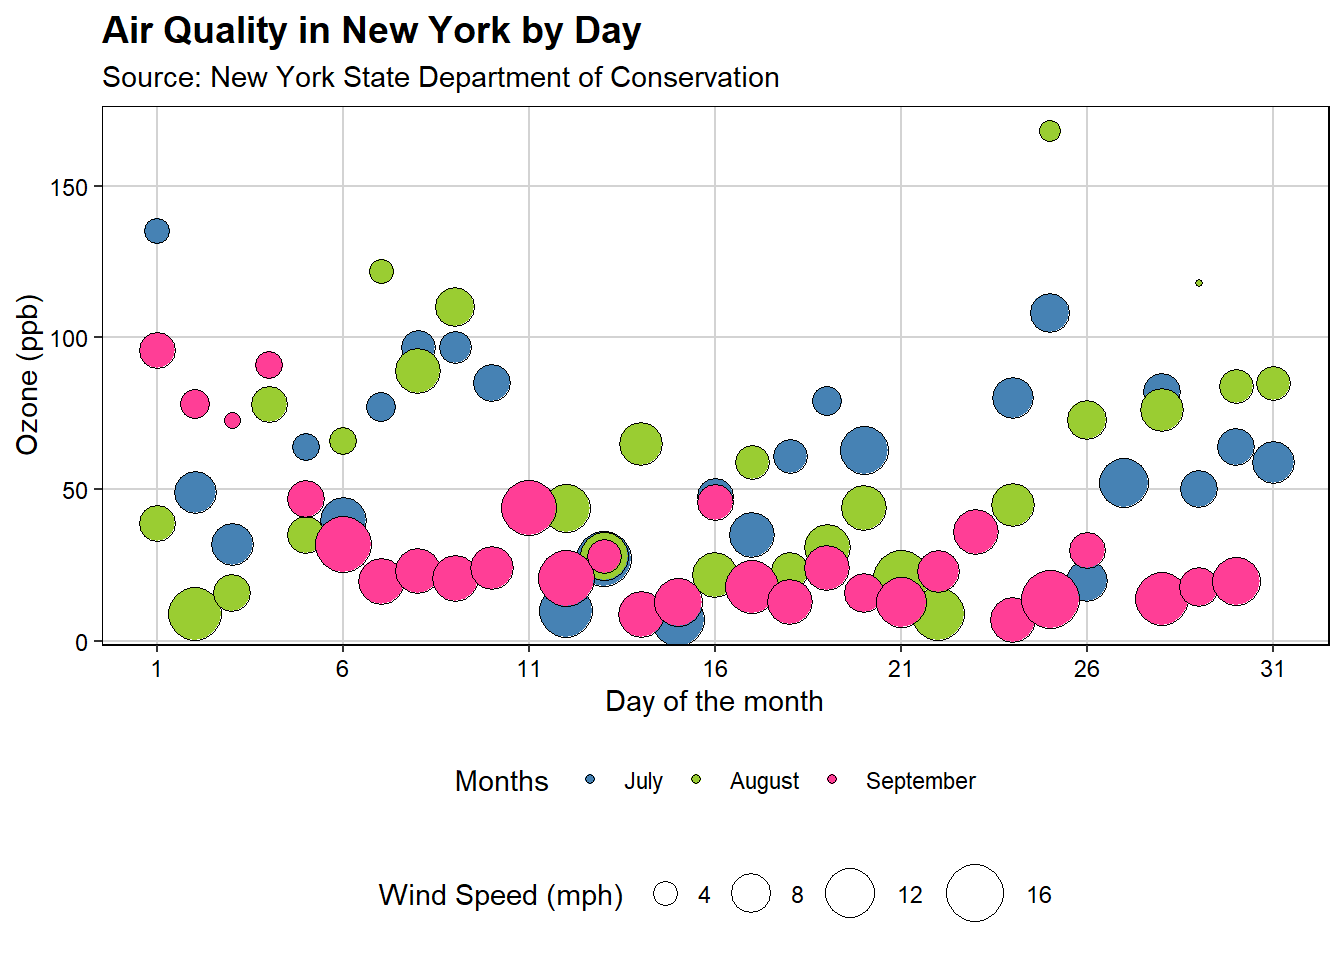 Air Quality in New York by Day
Source: New York State Department of Conservation
Ozone (ppb)
150
100
50
0
1 6 11 16 21 26 31
Day of the month
Months July August September
Wind Speed (mph) 4 8 12 16